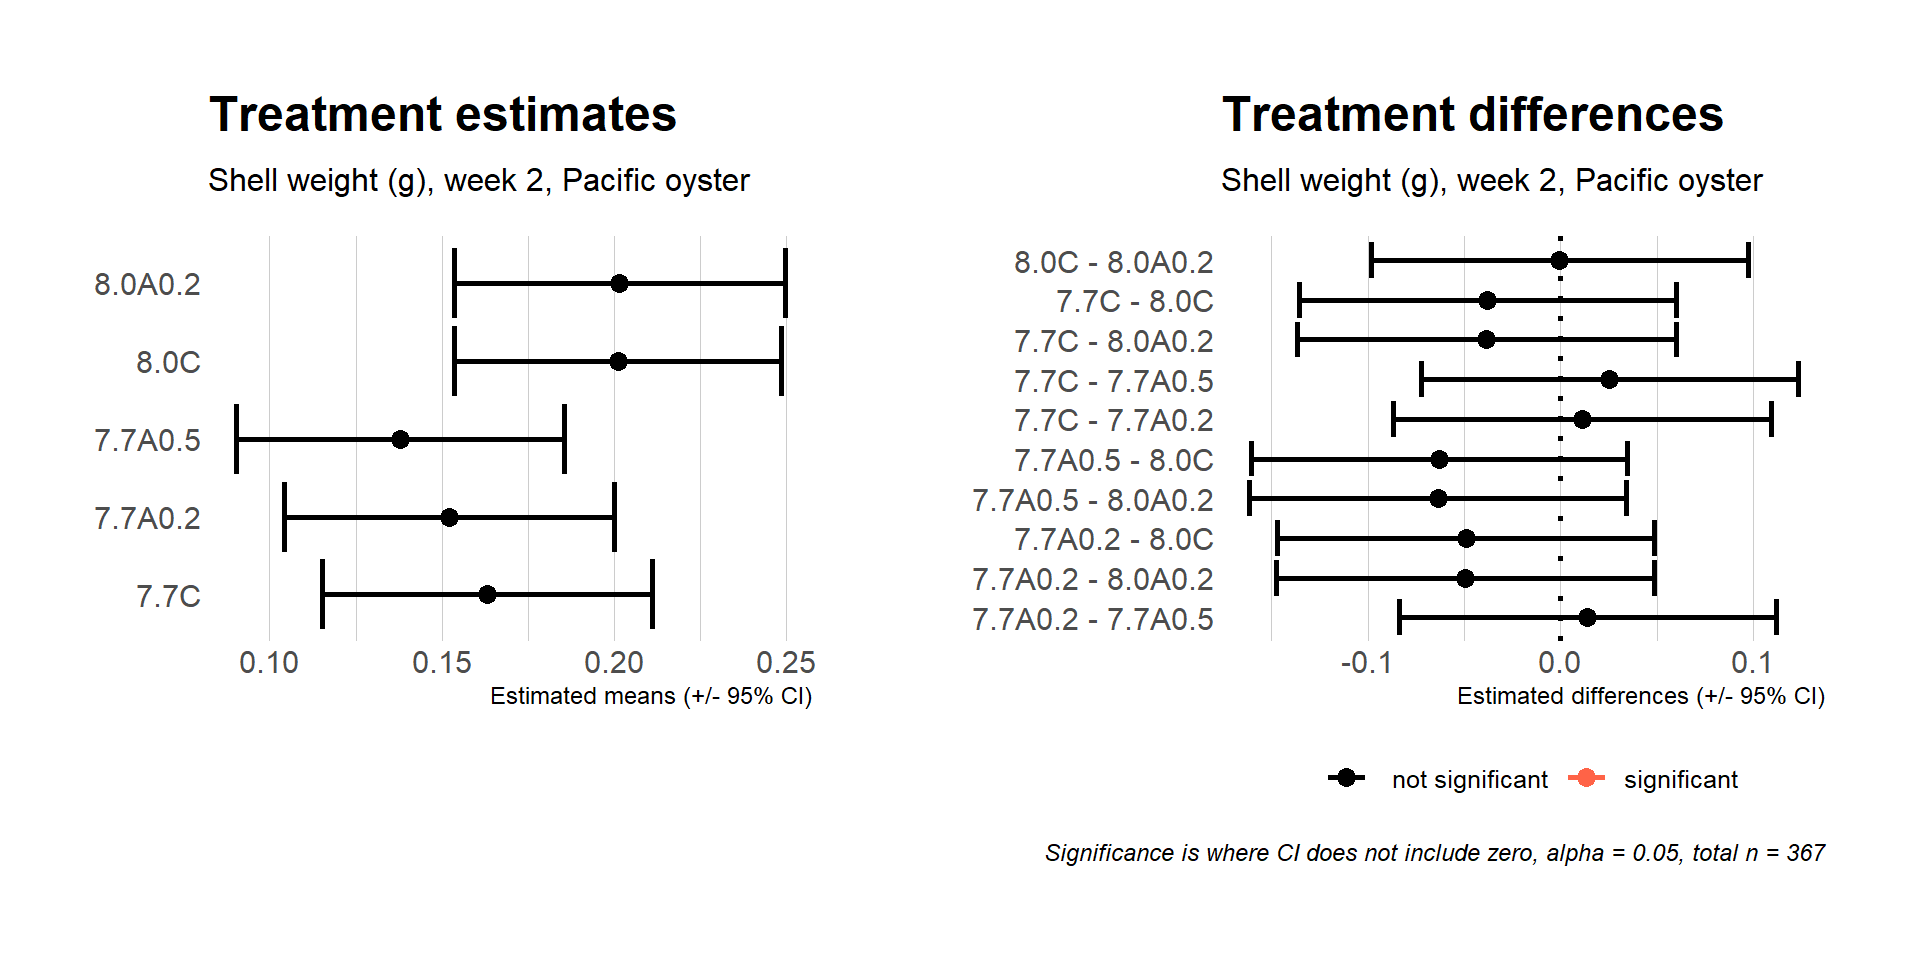 Treatment estimates
Shell weight (g), week 2, Pacific oyster
8.0A0.2
8.0C
7.7A0.5
7.7A0.2
7.7C
0.10 0.15 0.20 0.25
Estimated means (+/- 95% CI)
Treatment differences
Shell weight (g), week 2, Pacific oyster
8.0C - 8.0A0.2
7.7C - 8.0C
7.7C - 8.0A0.2
7.7C - 7.7A0.5
7.7C - 7.7A0.2
7.7A0.5 - 8.0C
7.7A0.5 - 8.0A0.2
7.7A0.2 - 8.0C
7.7A0.2 - 8.0A0.2
7.7A0.2 - 7.7A0.5
-0.1 0.0 0.1
Estimated differences (+/- 95% CI)
not significant significant
Significance is where CI does not include zero, alpha = 0.05, total n = 367